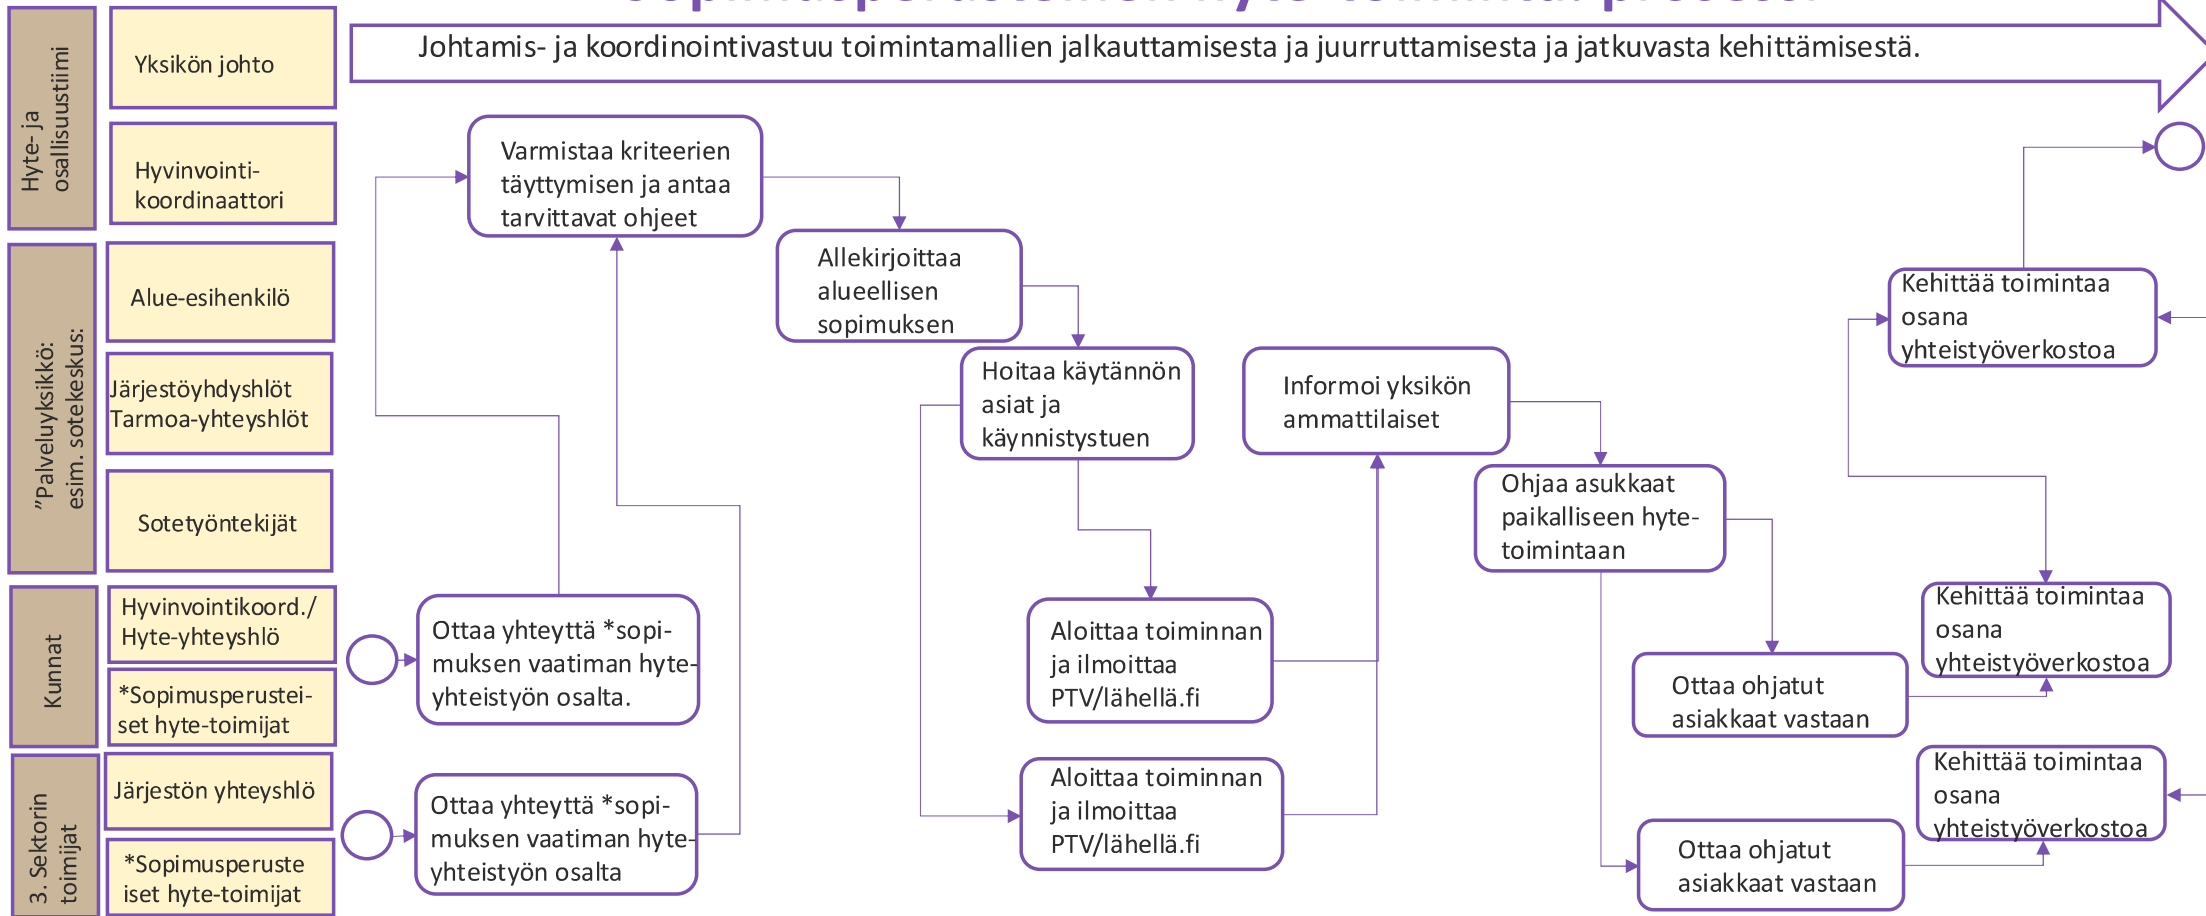 Sopimusperusteinen hyte-toiminta: prosessi
Johtamis- ja koordinointivastuu toimintamallien jalkauttamisesta ja juurruttamisesta ja jatkuvasta kehittämisestä.
Hyte- ja
osallisuustiimi
Yksikön johto
Hyvinvointi-
koordinaattori
"Palveluyksikkö:
esim. sotekeskus:
Alue-esihenkilö
Järjestöyhdyshlöt
Tarmoa-yhteyshlöt
Sotetyöntekijät
Kunnat
Hyvinvointikoord./
Hyte-yhteyshlö
*Sopimusperustei-
set hyte-toimijat
3. Sektorin
toimijat
Järjestön yhteyshlö
*Sopimusperuste
iset hyte-toimijat
Varmistaa kriteerien
täyttymisen ja antaa
tarvittavat ohjeet
Allekirjoittaa
alueellisen
sopimuksen
Hoitaa käytännön
asiat ja
käynnistystuen
Informoi yksikön
ammattilaiset
Ohjaa asukkaat
paikalliseen hyte-
toimintaan
Kehittää toimintaa
osana
yhteistyöverkostoa
Ottaa yhteyttä *sopi-
muksen vaatiman hyte-
yhteistyön osalta.
Aloittaa toiminnan
ja ilmoittaa
PTV/lähellä.fi
Ottaa ohjatut
asiakkaat vastaan
Kehittää toimintaa
osana
yhteistyöverkostoa
Ottaa yhteyttä *sopi-
muksen vaatiman hyte-
yhteistyön osalta
Aloittaa toiminnan
ja ilmoittaa
PTV/lähellä.fi
Ottaa ohjatut
asiakkaat vastaan
Kehittää toimintaa
osana
yhteistyöverkostoa